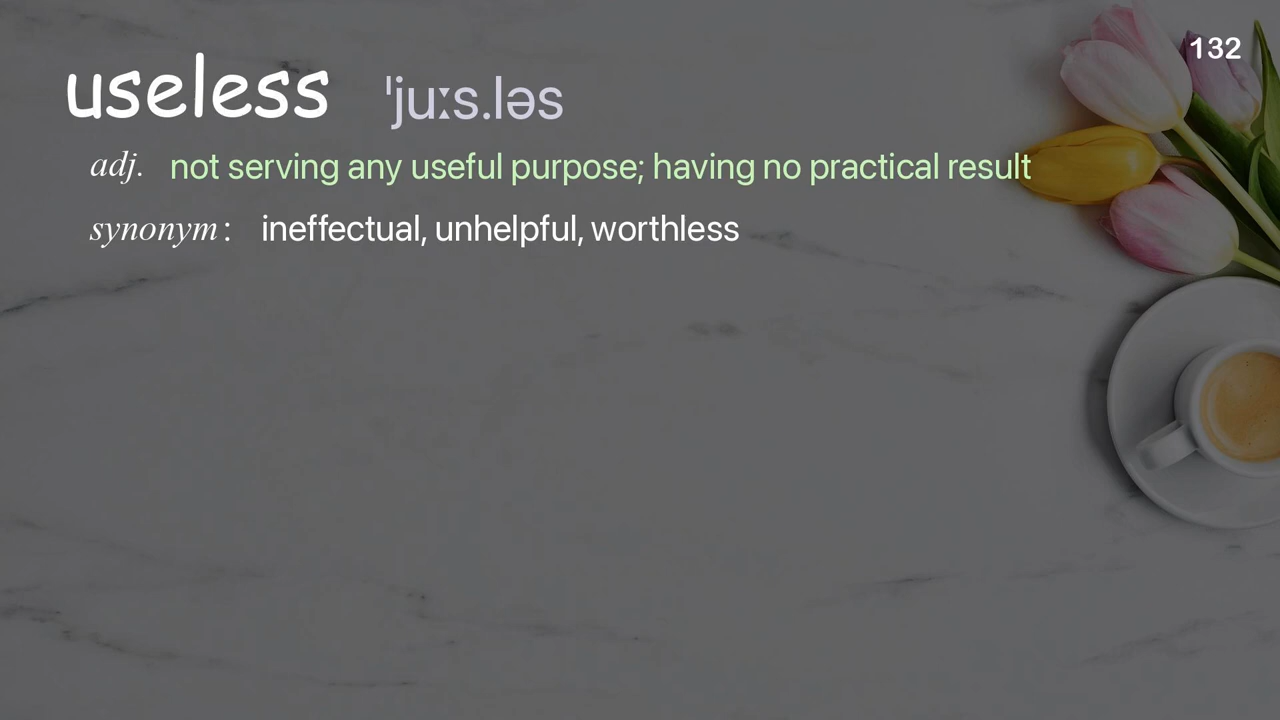 132
useless ˈjuːs.ləs
adj. not serving any useful purpose; having no practical result
synonym: ineffectual, unhelpful, worthless